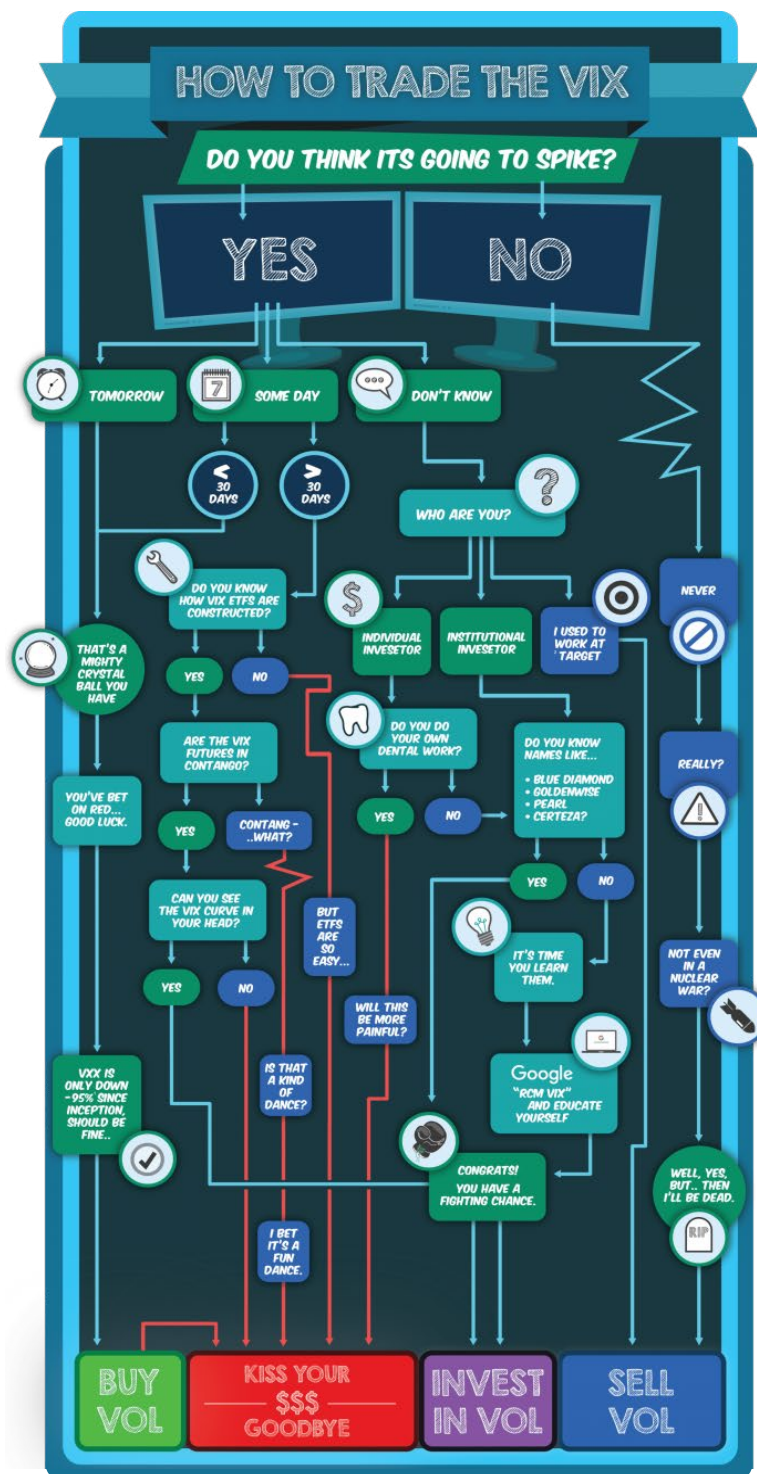 HOW TO TRADE THE VIX
DO YOU THINK ITS GOING TO SPIKE?
YES
NO
TOMORROW
7
SOME DAY
DON'T KNOW
<
30
DAYS
>
30
DAYS
?
WHO ARE YOU?
DO YOU KNOW
HOW VIX ETFS ARE
CONSTRUCTED?
$
INDIVIDUAL
INVESETOR
INSTITUTIONAL
INVESETOR
I USED TO
WORK AT
TARGET
NEVER
THAT'S A
MIGHTY
CRYSTAL
BALL YOU
HAVE
YES
NO
ARE THE VIX
FUTURES IN
CONTANGO?
DO YOU DO
YOUR OWN
DENTAL WORK?
DO YOU KNOW
NAMES LIKE...
• BLUE DIAMOND
• GOLDENWISE
• PEARL
• CERTEZA?
REALLY?
YOU'VE BET
ON RED...
GOOD LUCK.
YES
CONTANG -
..WHAT?
YES
NO
CAN YOU SEE
THE VIX CURVE IN
YOUR HEAD?
YES
NO
BUT
ETFS
ARE
SO
EASY...
IT'S TIME
YOU LEARN
THEM.
NOT EVEN
IN A
NUCLEAR
WAR?
YES
NO
WILL THIS
BE MORE
PAINFUL?
VXX IS
ONLY DOWN
-95% SINCE
INCEPTION,
SHOULD BE
FINE..
IS THAT
A KIND
OF
DANCE?
Google
"RCM VIX"
AND EDUCATE
YOURSELF
CONGRATS!
YOU HAVE A
FIGHTING CHANCE.
WELL, YES,
BUT.. THEN
I'LL BE DEAD.
RIP
I BET
IT'S A
FUN
DANCE.
BUY
VOL
KISS YOUR
$$$
GOODBYE
INVEST
IN VOL
SELL
VOL